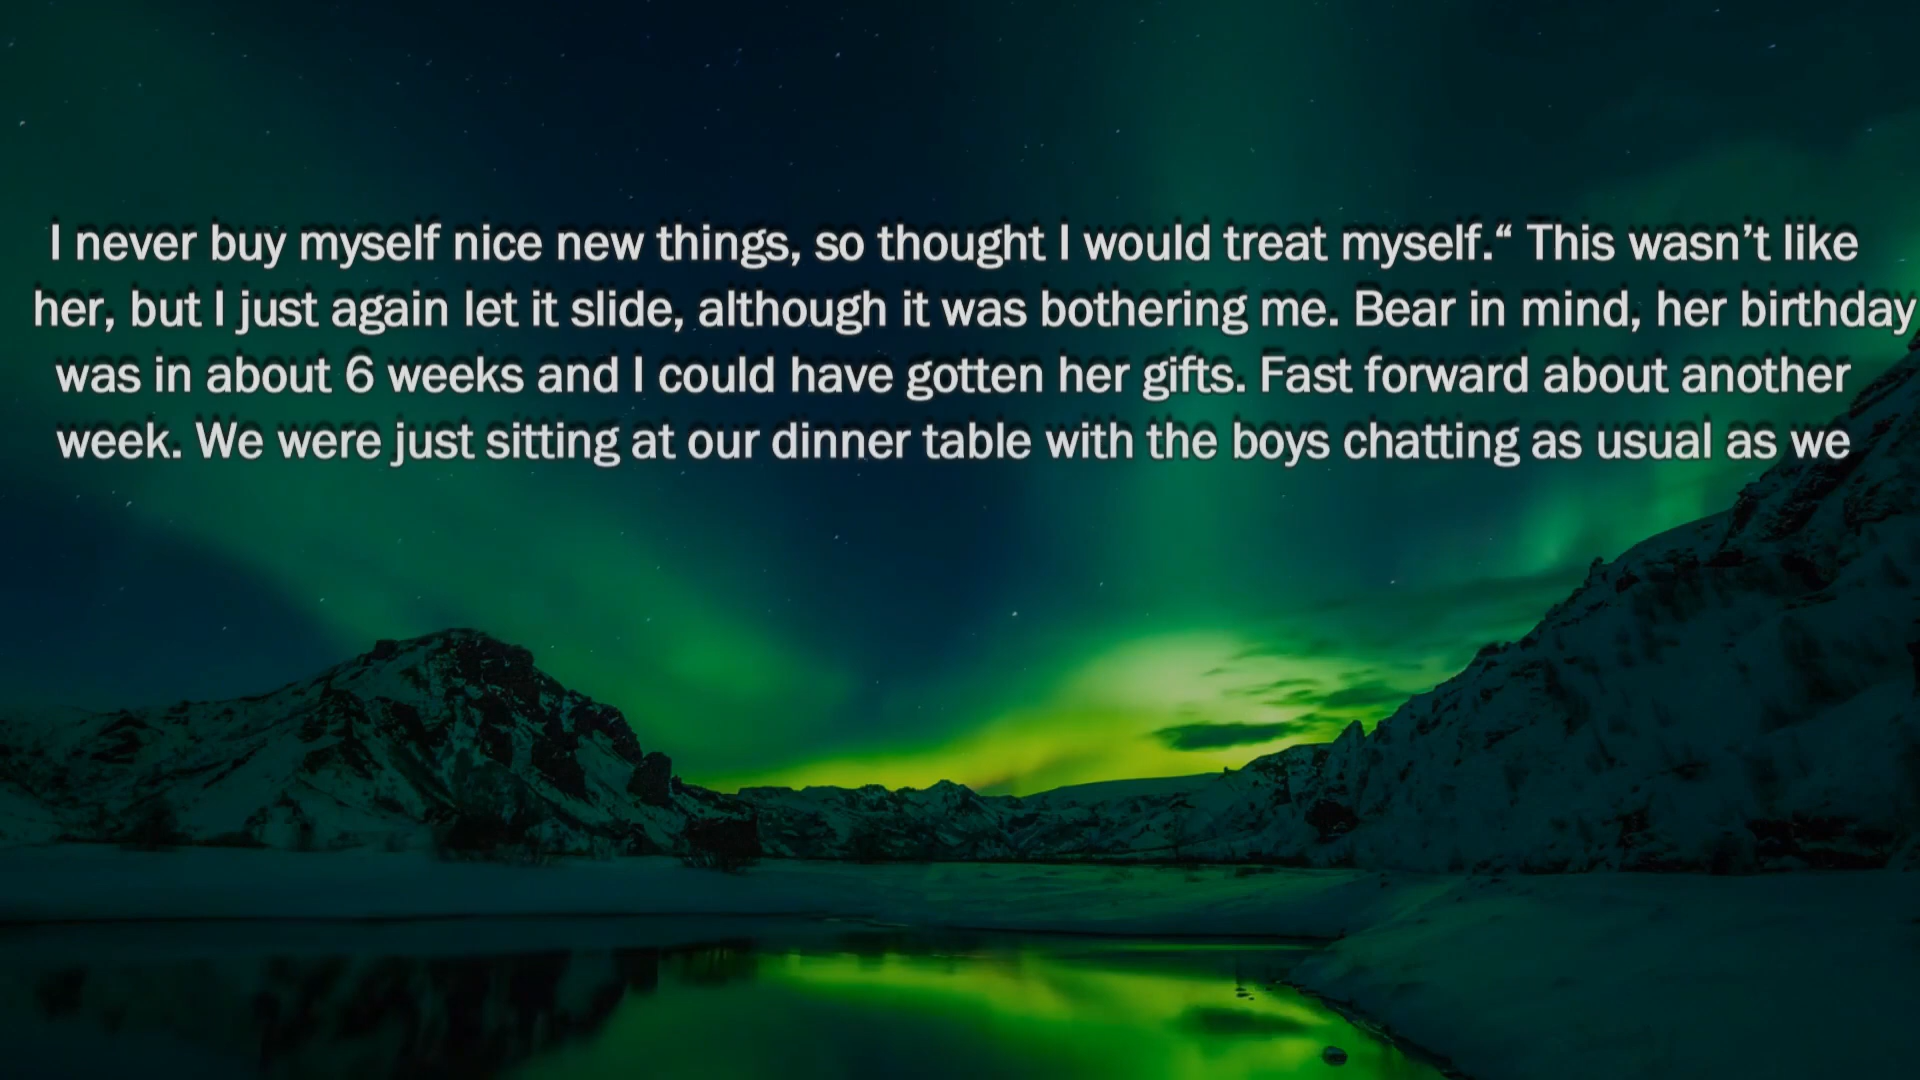 I never buy myself nice new things, so thought I would treat myself.“ This wasn’t like
her, but I just again let it slide, although it was bothering me. Bear in mind, her birthday
was in about 6 weeks and I could have gotten her gifts. Fast forward about another
week. We were just sitting at our dinner table with the boys chatting as usual as we